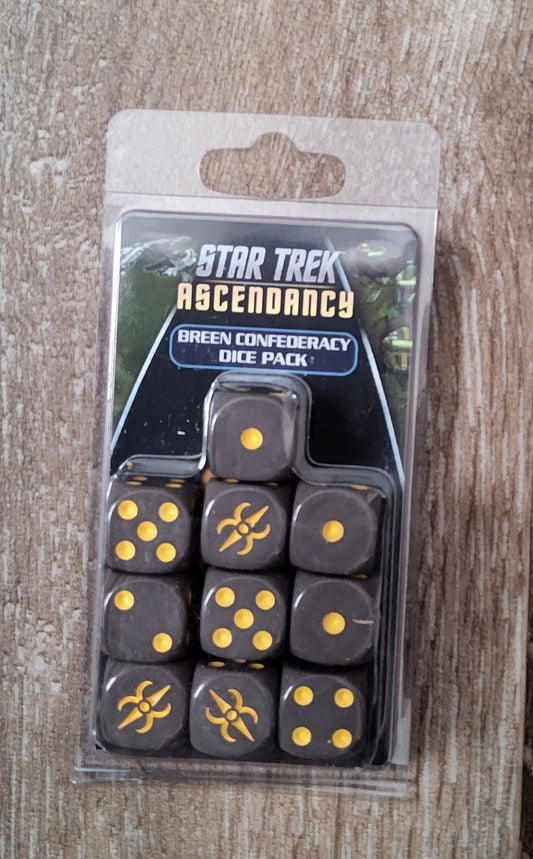 STAR TREK
ASCENDANCY
BREEN CONFEDERACY
DICE PACK